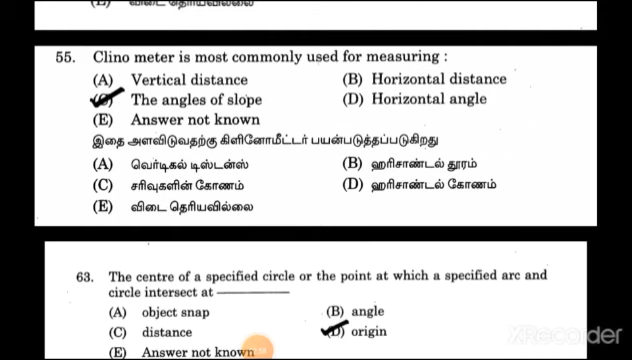 (E) விடை தெரியவில்லை
55. Clino meter is most commonly used for measuring :
(A) Vertical distance (B) Horizontal distance
(C) The angles of slope (D) Horizontal angle
(E) Answer not known
இதை அளவிடுவதற்கு கிளினோமீட்டர் பயன்படுத்தப்படுகிறது
(A) வெர்டிகல் டிஸ்டன்ஸ் (B) ஹரிசாண்டல் தூரம்
(C) சரிவுகளின் கோணம் (D) ஹரிசாண்டல் கோணம்
(E) விடை தெரியவில்லை
63. The centre of a specified circle or the point at which a specified arc and
circle intersect at
(A) object snap (B) angle
(C) distance (D) origin
(E) Answer not known
XRecorder